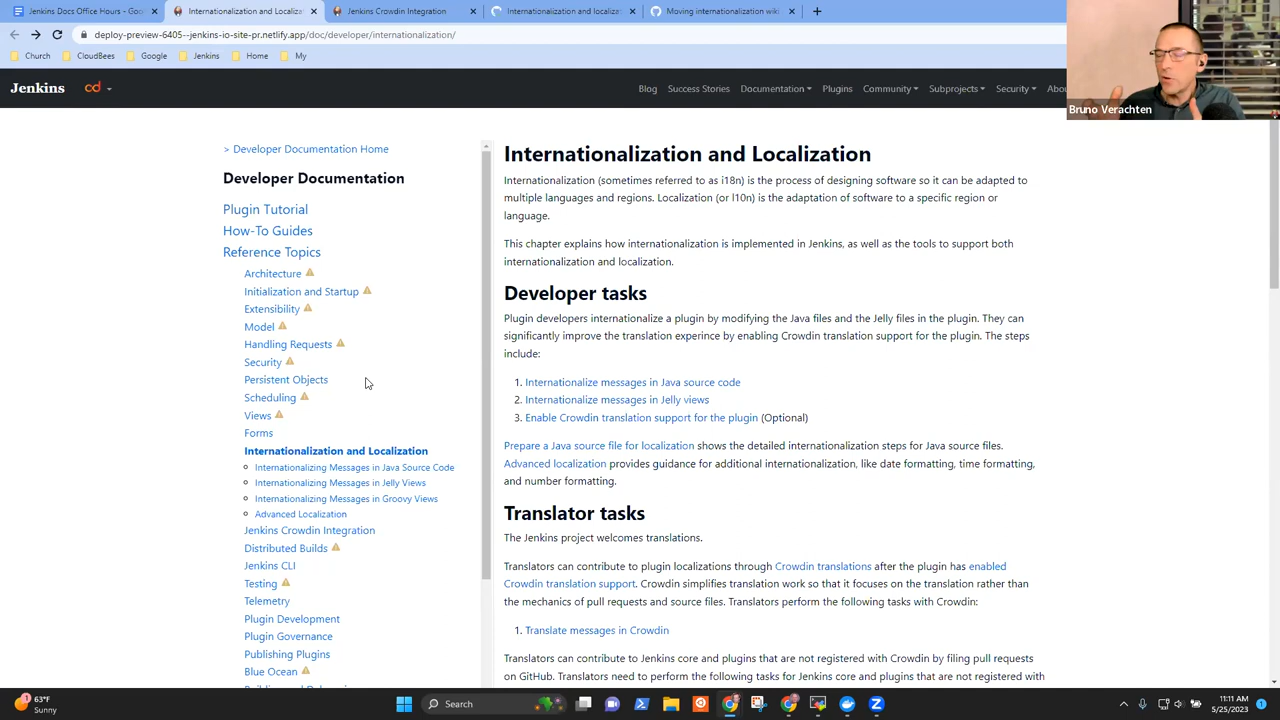 Jenkins Docs Office Hours - Goo
Internationalization and Localiza
Jenkins Crowdin Integration
Internationalization and localiza
Moving internationalization wiki
deploy-preview-6405--jenkins-io-site-pr.netlify.app/doc/developer/internationalization/
Church
CloudBees
Google
Jenkins
Home
My
Bruno Verachten
Jenkins
cd
Blog
Success Stories
Documentation
Plugins
Community
Subprojects
Security
Abou
> Developer Documentation Home
Developer Documentation
Plugin Tutorial
How-To Guides
Reference Topics
Architecture
Initialization and Startup
Extensibility
Model
Handling Requests
Security
Persistent Objects
Scheduling
Views
Forms
Internationalization and Localization
Internationalizing Messages in Java Source Code
Internationalizing Messages in Jelly Views
Internationalizing Messages in Groovy Views
Advanced Localization
Jenkins Crowdin Integration
Distributed Builds
Jenkins CLI
Testing
Telemetry
Plugin Development
Plugin Governance
Publishing Plugins
Blue Ocean
Internationalization and Localization
Internationalization (sometimes referred to as i18n) is the process of designing software so it can be adapted to
multiple languages and regions. Localization (or l10n) is the adaptation of software to a specific region or
language.
This chapter explains how internationalization is implemented in Jenkins, as well as the tools to support both
internationalization and localization.
Developer tasks
Plugin developers internationalize a plugin by modifying the Java files and the Jelly files in the plugin. They can
significantly improve the translation experince by enabling Crowdin translation support for the plugin. The steps
include:
1. Internationalize messages in Java source code
2. Internationalize messages in Jelly views
3. Enable Crowdin translation support for the plugin (Optional)
Prepare a Java source file for localization shows the detailed internationalization steps for Java source files.
Advanced localization provides guidance for additional internationalization, like date formatting, time formatting,
and number formatting.
Translator tasks
The Jenkins project welcomes translations.
Translators can contribute to plugin localizations through Crowdin translations after the plugin has enabled
Crowdin translation support. Crowdin simplifies translation work so that it focuses on the translation rather than
the mechanics of pull requests and source files. Translators perform the following tasks with Crowdin:
1. Translate messages in Crowdin
Translators can contribute to Jenkins core and plugins that are not registered with Crowdin by filing pull requests
on GitHub. Translators need to perform the following tasks for Jenkins core and plugins that are not registered with
1
63°F
Sunny
Search
11:11 AM
5/25/2023
1